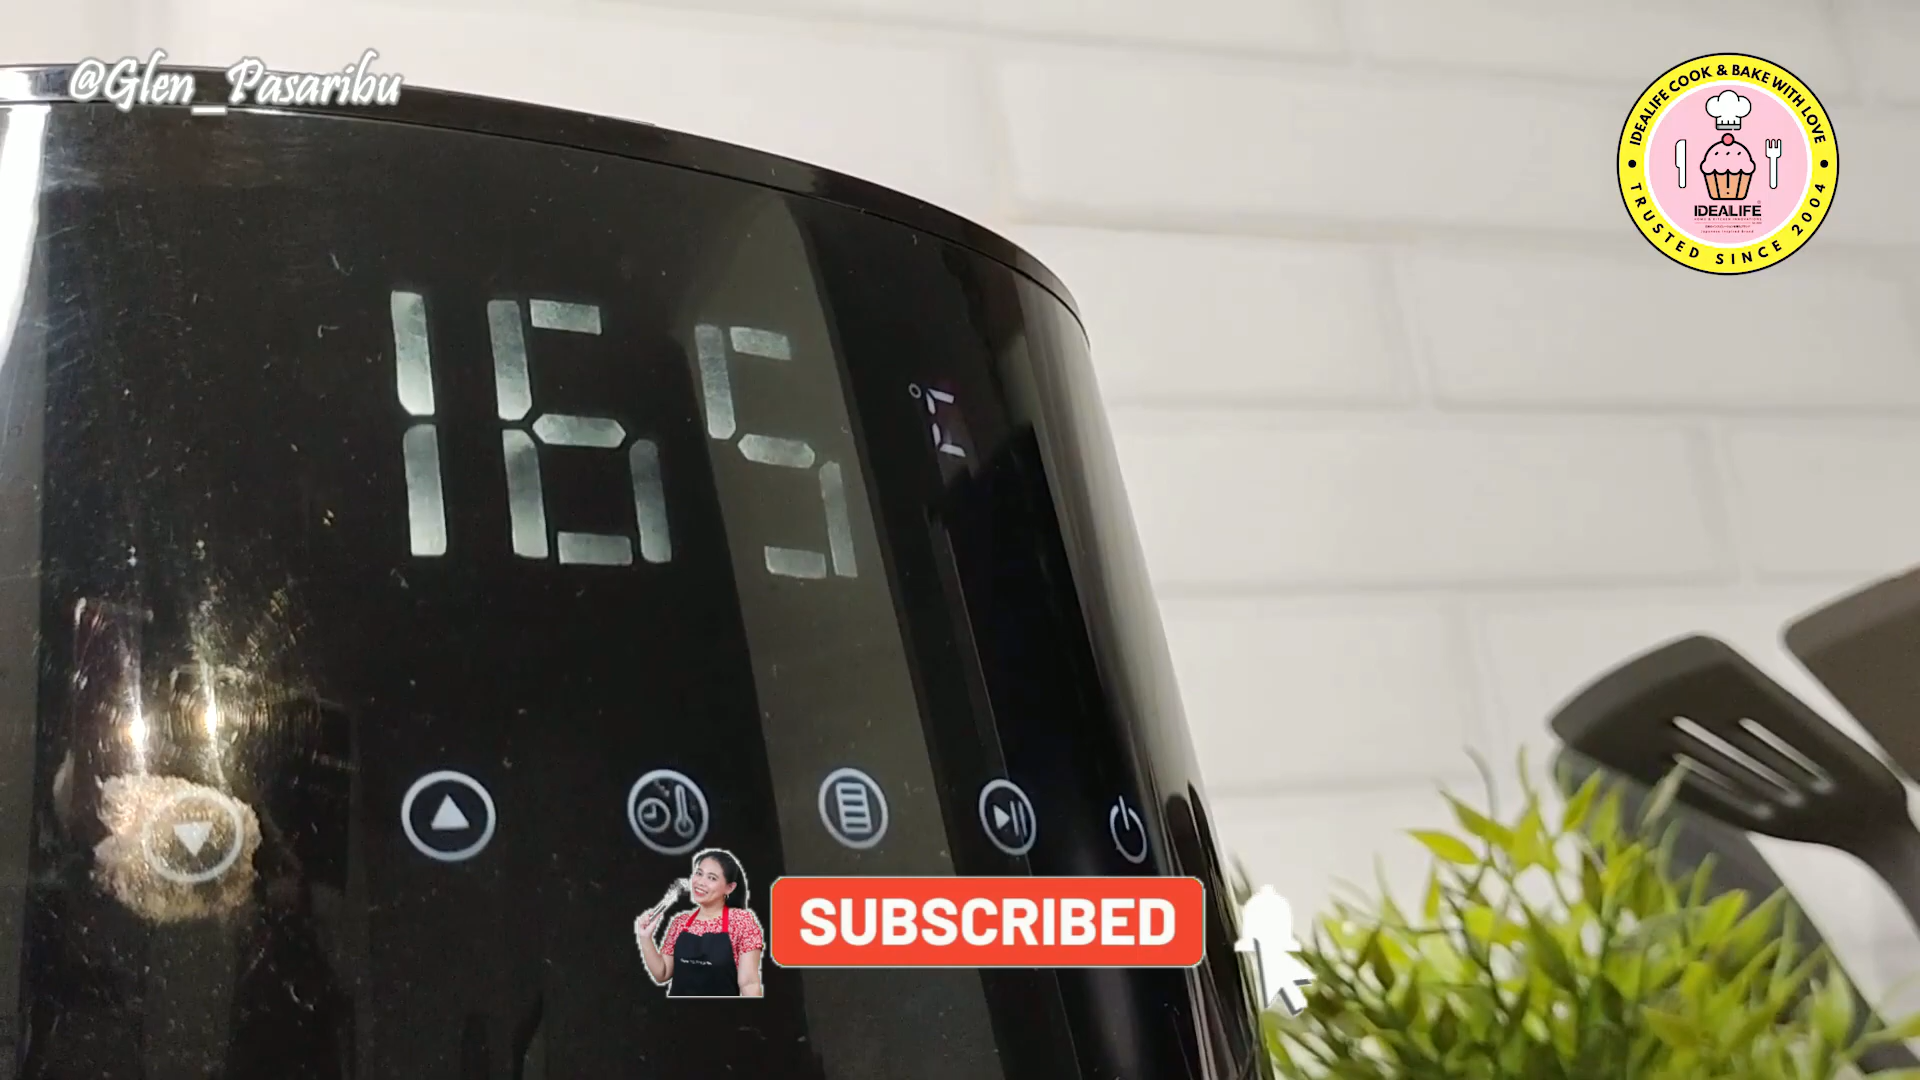 @Glen_Pasaribu
IDEALIFE COOK & BAKE WITH LOVE
IDEALIFE
TRUSTED SINCE 2004
165
SUBSCRIBED